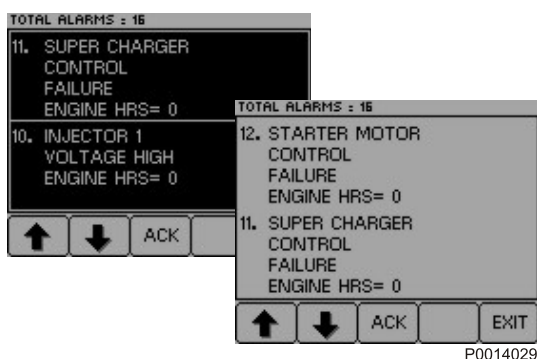 TOTAL ALARMS : 16
11. SUPER CHARGER
CONTROL
FAILURE
ENGINE HRS= 0
10. INJECTOR 1
VOLTAGE HIGH
ENGINE HRS= 0
ACK
TOTAL ALARMS : 16
12. STARTER MOTOR
CONTROL
FAILURE
ENGINE HRS= 0
11. SUPER CHARGER
CONTROL
FAILURE
ENGINE HRS= 0
ACK EXIT
P0014029